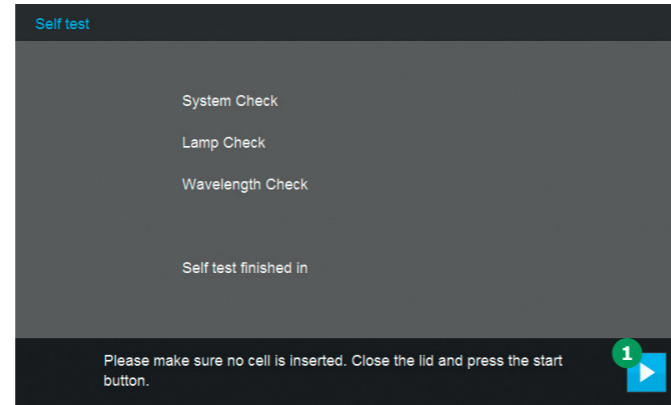 Self test
System Check
Lamp Check
Wavelength Check
Self test finished in
Please make sure no cell is inserted. Close the lid and press the start
button.
1